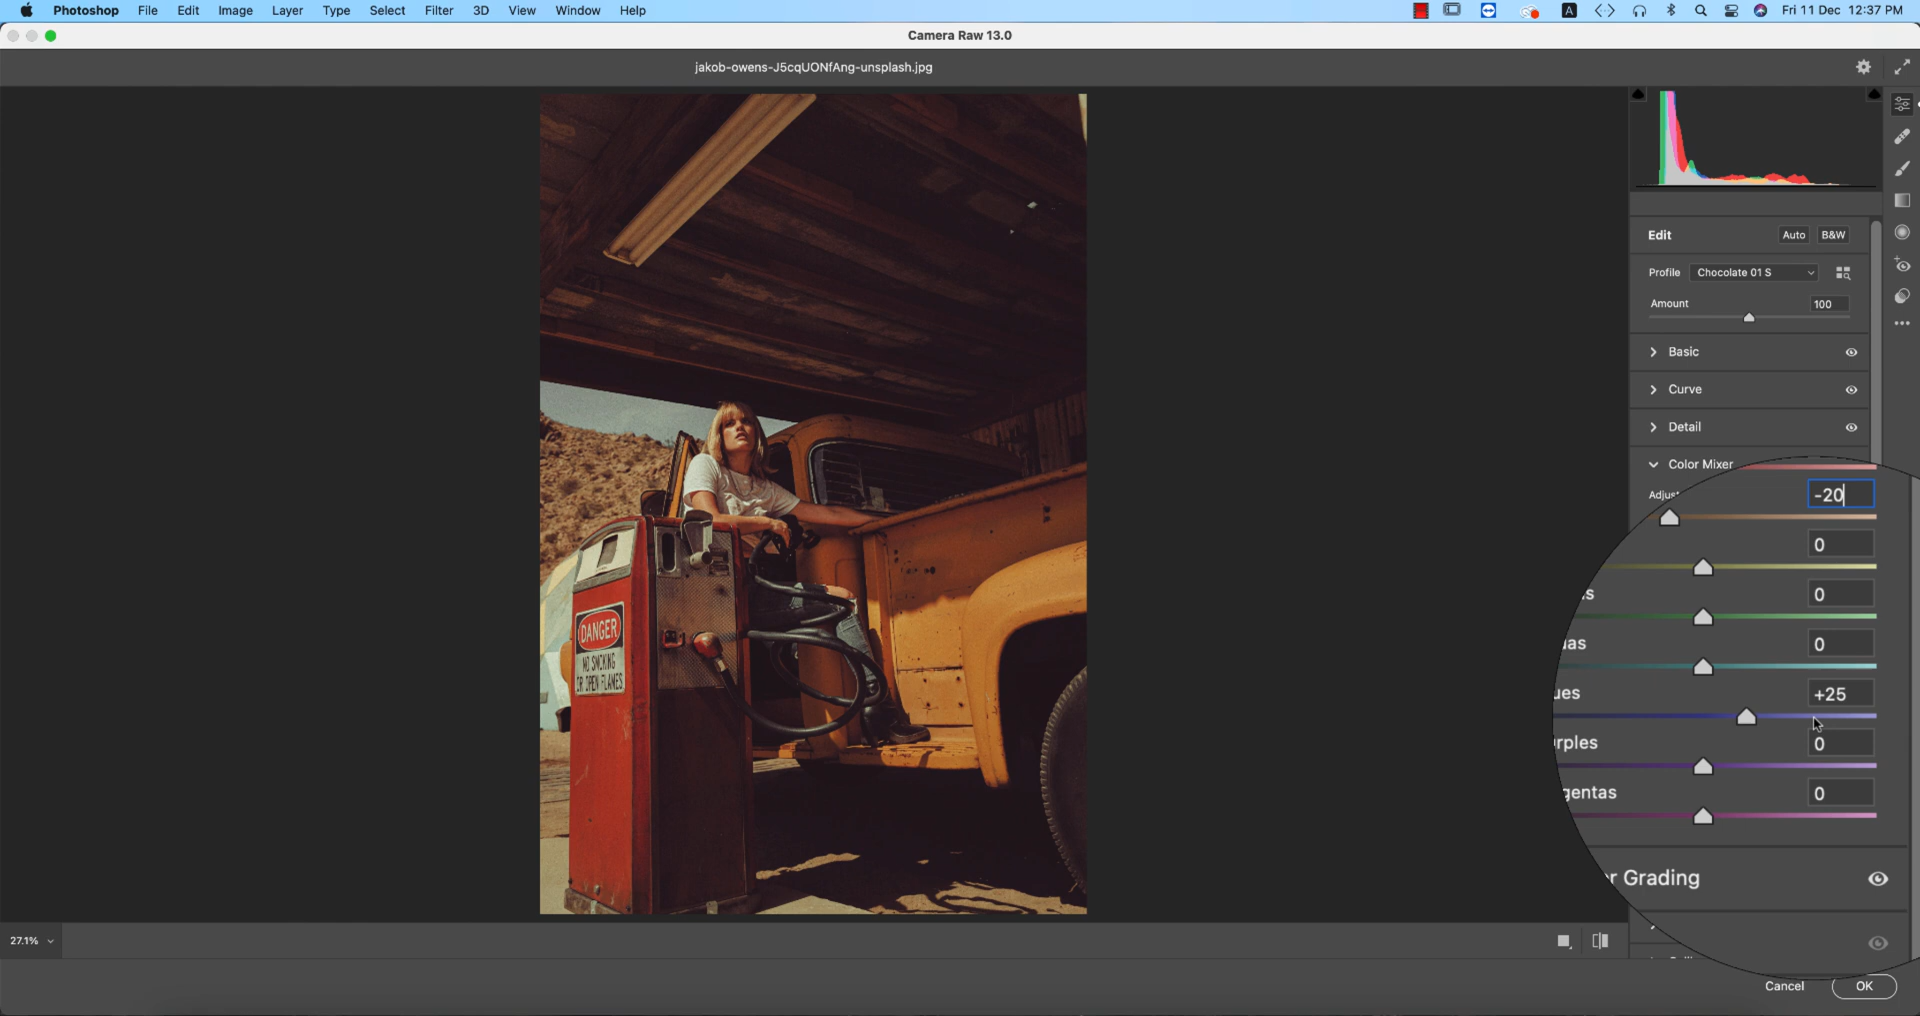 Photoshop File Edit Image Layer Type Select Filter 3D View Window Help Fri 11 Dec 12:37 PM
Camera Raw 13.0
jakob-owens-J5cqUONfAng-unsplash.jpg
Edit Auto B&W
Profile Chocolate 01 S
Amount 100
Basic
Curve
Detail
Color Mixer
Adjus
-20
0
s 0
as 0
ues +25
rples 0
gentas 0
r Grading
DANGER
NO SMOKING
OR OPEN FLAMES
27.1%
Cancel OK